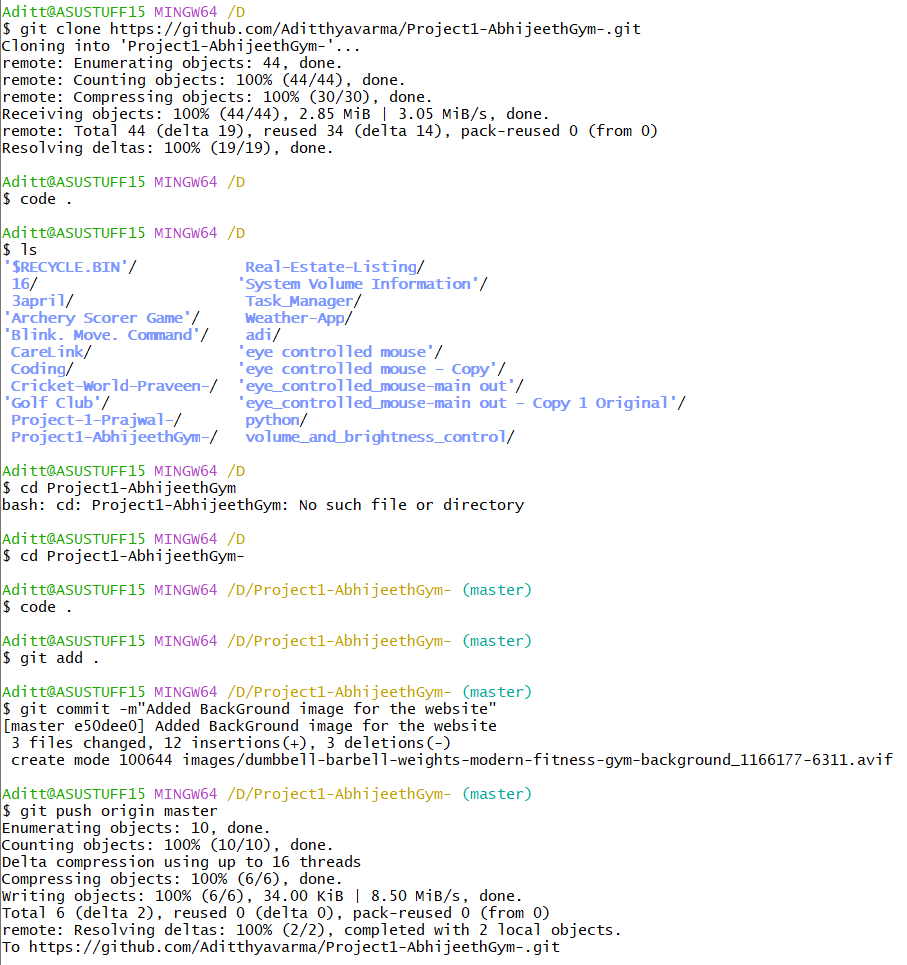 Aditt@ASUSTUFF15 MINGW64 /D
$ git clone https://github.com/Aditthyavarma/Project1-AbhijeethGym-.git
Cloning into 'Project1-AbhijeethGym-'...
remote: Enumerating objects: 44, done.
remote: Counting objects: 100% (44/44), done.
remote: Compressing objects: 100% (30/30), done.
Receiving objects: 100% (44/44), 2.85 MiB | 3.05 MiB/s, done.
remote: Total 44 (delta 19), reused 34 (delta 14), pack-reused 0 (from 0)
Resolving deltas: 100% (19/19), done.
Aditt@ASUSTUFF15 MINGW64 /D
$ code .
Aditt@ASUSTUFF15 MINGW64 /D
$ ls
'$RECYCLE.BIN'/ Real-Estate-Listing/
16/ 'System Volume Information'/
3april/ Task_Manager/
'Archery Scorer Game'/ Weather-App/
'Blink. Move. Command'/ adi/
CareLink/ 'eye controlled mouse'/
Coding/ 'eye controlled mouse - Copy'/
Cricket-World-Praveen-/ 'eye_controlled_mouse-main out'/
'Golf Club'/ 'eye_controlled_mouse-main out - Copy 1 Original'/
Project-1-Prajwal-/ python/
Project1-AbhijeethGym-/ volume_and_brightness_control/
Aditt@ASUSTUFF15 MINGW64 /D
$ cd Project1-AbhijeethGym
bash: cd: Project1-AbhijeethGym: No such file or directory
Aditt@ASUSTUFF15 MINGW64 /D
$ cd Project1-AbhijeethGym-
Aditt@ASUSTUFF15 MINGW64 /D/Project1-AbhijeethGym- (master)
$ code .
Aditt@ASUSTUFF15 MINGW64 /D/Project1-AbhijeethGym- (master)
$ git add .
Aditt@ASUSTUFF15 MINGW64 /D/Project1-AbhijeethGym- (master)
$ git commit -m"Added BackGround image for the website"
[master e50dee0] Added BackGround image for the website
3 files changed, 12 insertions(+), 3 deletions(-)
create mode 100644 images/dumbbell-barbell-weights-modern-fitness-gym-background_1166177-6311.avif
Aditt@ASUSTUFF15 MINGW64 /D/Project1-AbhijeethGym- (master)
$ git push origin master
Enumerating objects: 10, done.
Counting objects: 100% (10/10), done.
Delta compression using up to 16 threads
Compressing objects: 100% (6/6), done.
Writing objects: 100% (6/6), 34.00 KiB | 8.50 MiB/s, done.
Total 6 (delta 2), reused 0 (delta 0), pack-reused 0 (from 0)
remote: Resolving deltas: 100% (2/2), completed with 2 local objects.
To https://github.com/Aditthyavarma/Project1-AbhijeethGym-.git